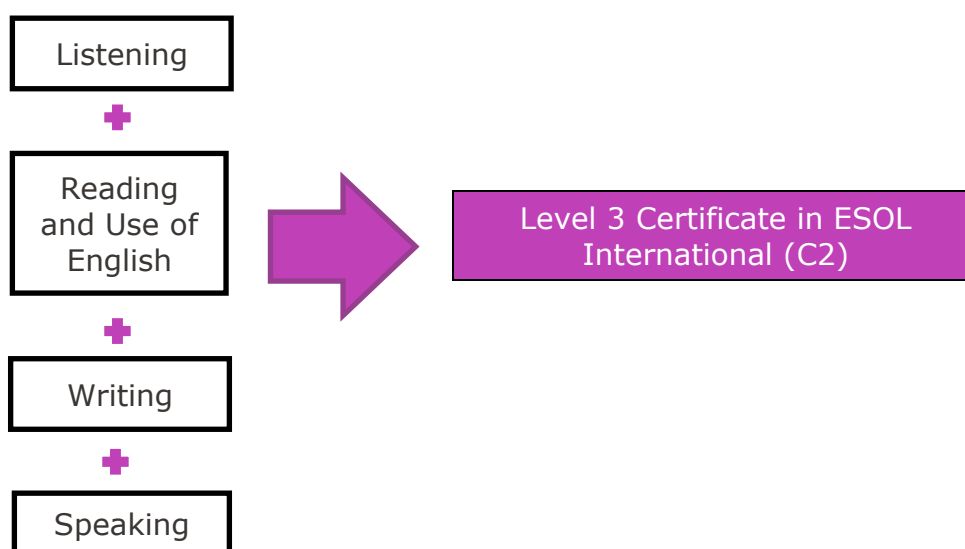 Listening
Reading
and Use of
English
Writing
Speaking
Level 3 Certificate in ESOL
International (C2)